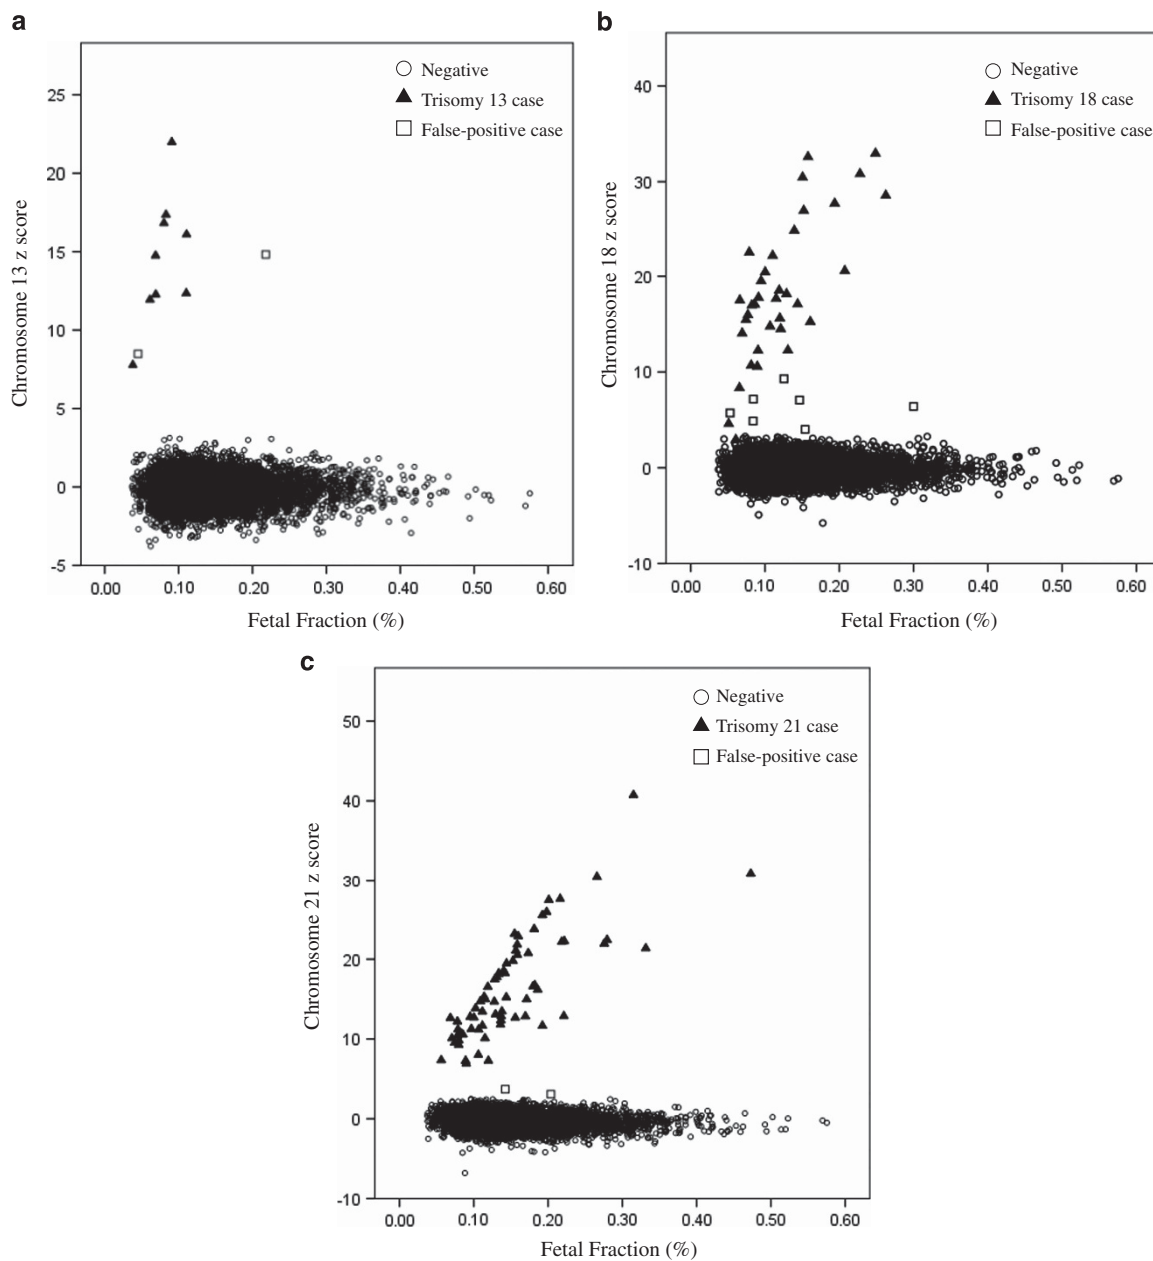 a
Negative
Trisomy 13 case
False-positive case
25
20
15
10
5
0
-5
Chromosome 13 z score
0.00 0.10 0.20 0.30 0.40 0.50 0.60
Fetal Fraction (%)
b
Negative
Trisomy 18 case
False-positive case
40
30
20
10
0
-10
Chromosome 18 z score
0.00 0.10 0.20 0.30 0.40 0.50 0.60
Fetal Fraction (%)
c
Negative
Trisomy 21 case
False-positive case
50
40
30
20
10
0
-10
Chromosome 21 z score
0.00 0.10 0.20 0.30 0.40 0.50 0.60
Fetal Fraction (%)